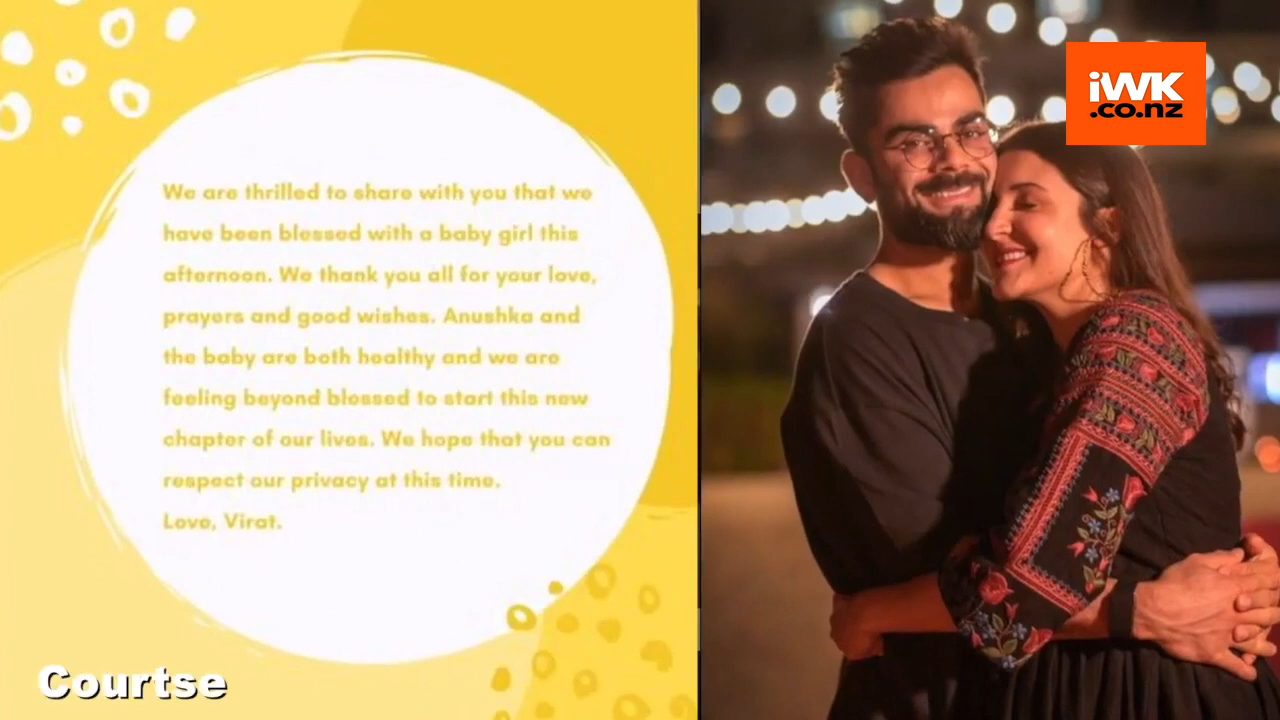 We are thrilled to share with you that we
have been blessed with a baby girl this
afternoon. We thank you all for your love,
prayers and good wishes. Anushka and
the baby are both healthy and we are
feeling beyond blessed to start this new
chapter of our lives. We hope that you can
respect our privacy at this time.
Love, Virat.
Courtse
iWK
.co.nz